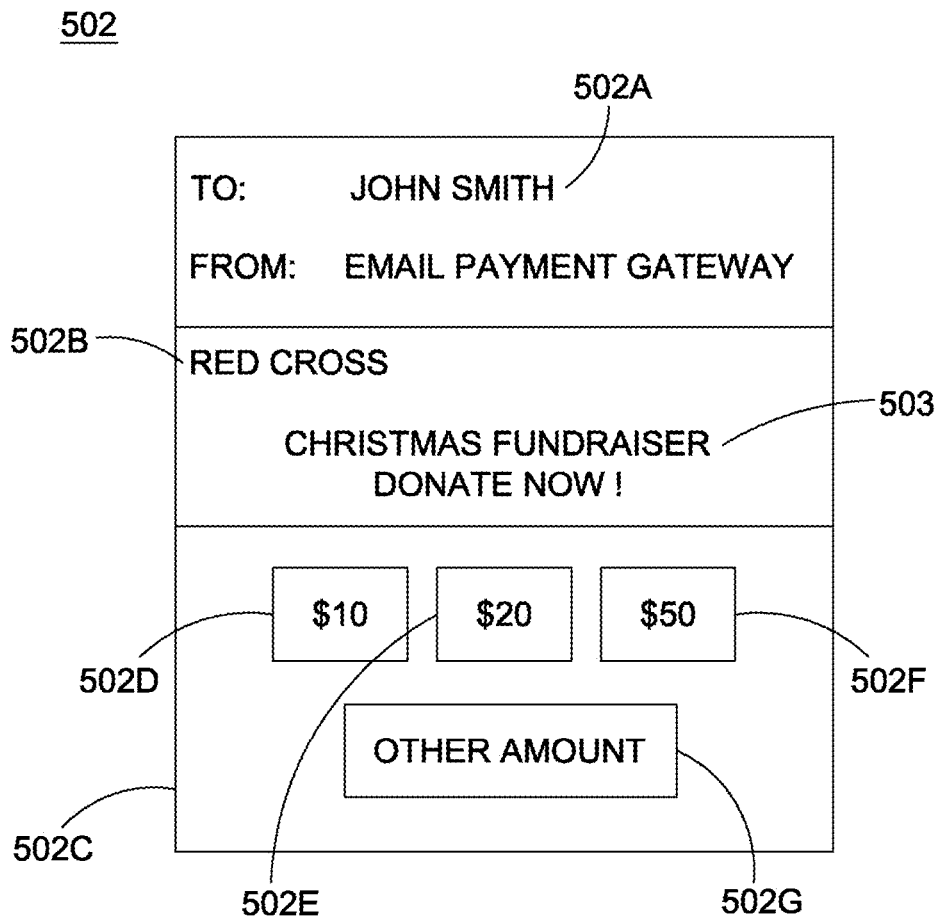 502
502A
TO: JOHN SMITH
FROM: EMAIL PAYMENT GATEWAY
502B
RED CROSS
503
CHRISTMAS FUNDRAISER
DONATE NOW !
$10 $20 $50
502D
502F
OTHER AMOUNT
502C
502E
502G